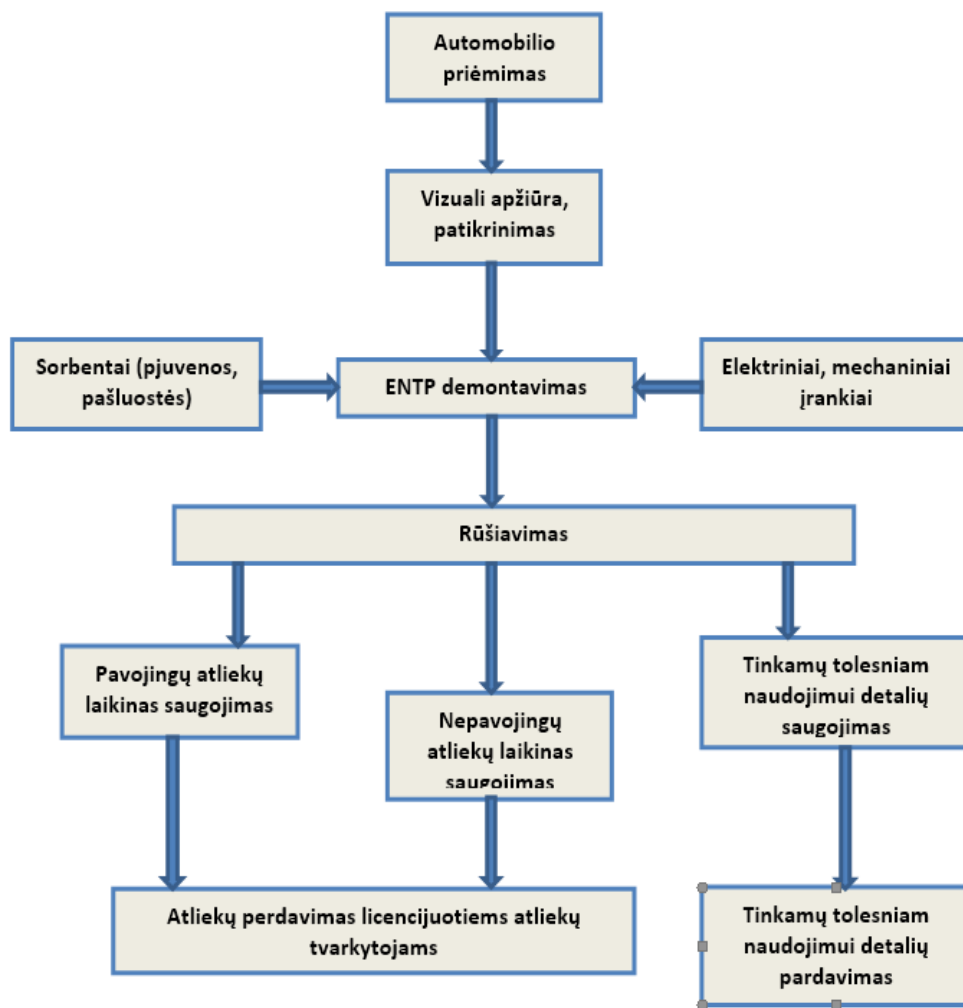 Automobilio
priėmimas
Vizuali apžiūra,
patikrinimas
Sorbentai (pjuvenos,
pašluostės)
ENTP demontavimas
Elektriniai, mechaniniai
įrankiai
Rūšiavimas
Pavojingų atliekų
laikinas saugojimas
Nepavojingų
atliekų laikinas
saugojimas
Tinkamų tolesniam
naudojimui detalių
saugojimas
Atliekų perdavimas licencijuotiems atliekų
tvarkytojams
Tinkamų tolesniam
naudojimui detalių
pardavimas